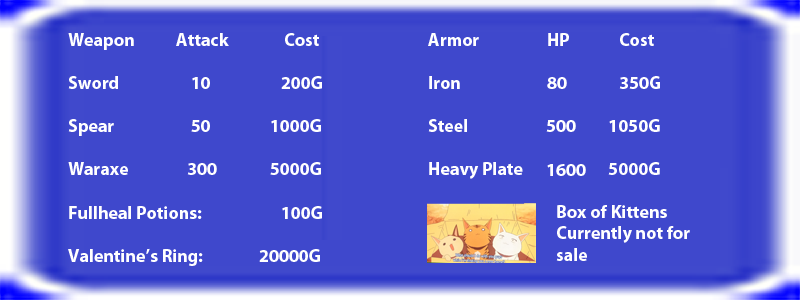 Weapon Attack Cost
Sword 10 200G
Spear 50 1000G
Waraxe 300 5000G
Fullheal Potions: 100G
Valentine's Ring: 20000G
Armor HP Cost
Iron 80 350G
Steel 500 1050G
Heavy Plate 1600 5000G
Box of Kittens
Currently not for
sale